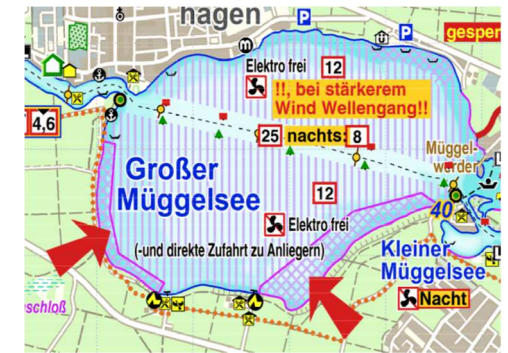 hagen
P
P
gesper
Elektro frei
12
m
!!, bei stärkerem
Wind Wellengang!!
4,6
25 nachts: 8
Müggel-
werder
Großer
Müggelsee
12
40
Elektro frei
(-und direkte Zufahrt zu Anliegern)
Kleiner
Müggelsee
schloß
Nacht